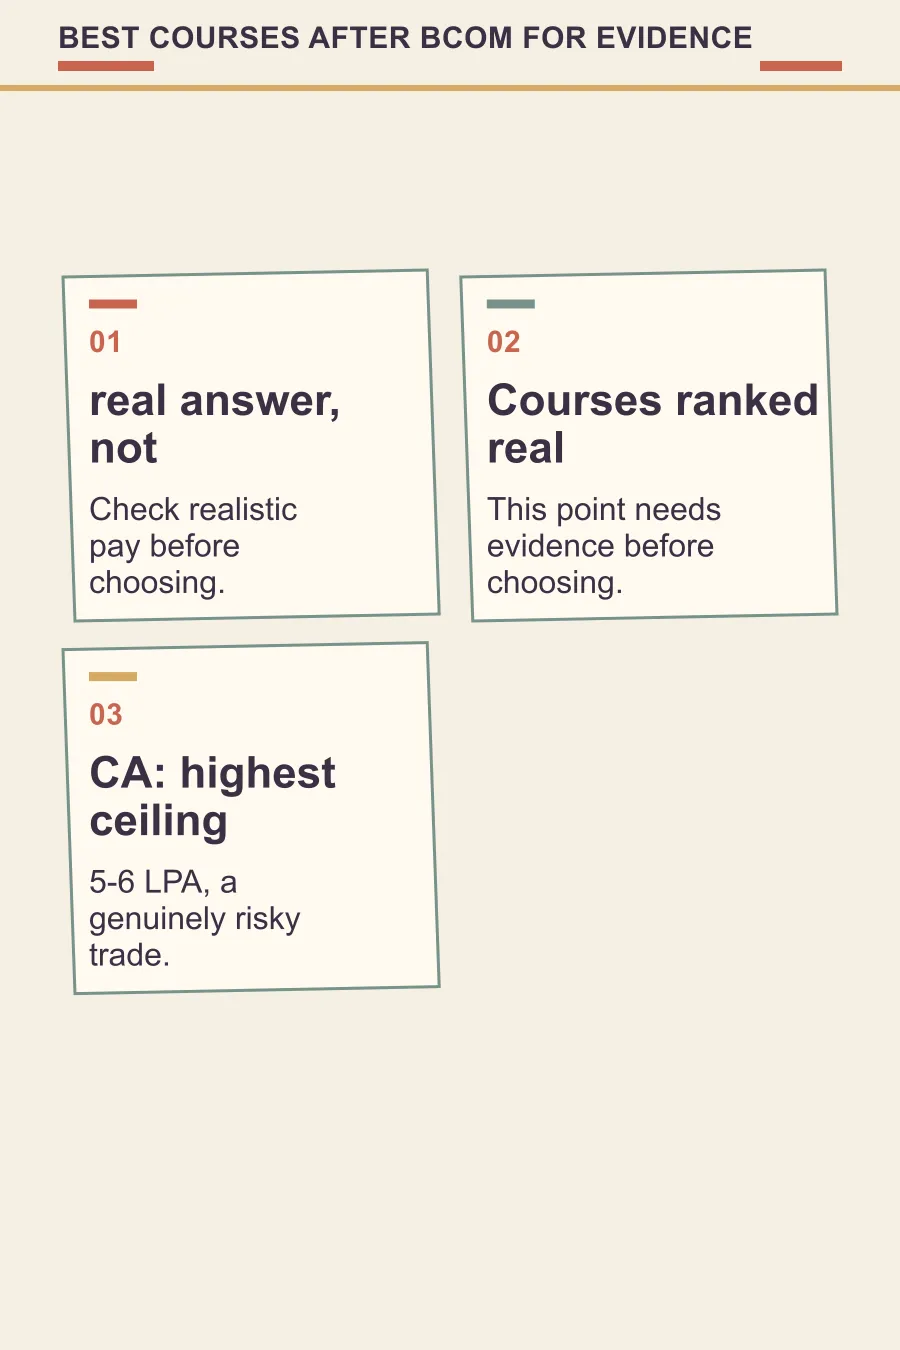 BEST COURSES AFTER BCOM FOR EVIDENCE
01
real answer,
not
Check realistic
pay before
choosing.
02
Courses ranked
real
This point needs
evidence before
choosing.
03
CA: highest
ceiling
5-6 LPA, a
genuinely risky
trade.